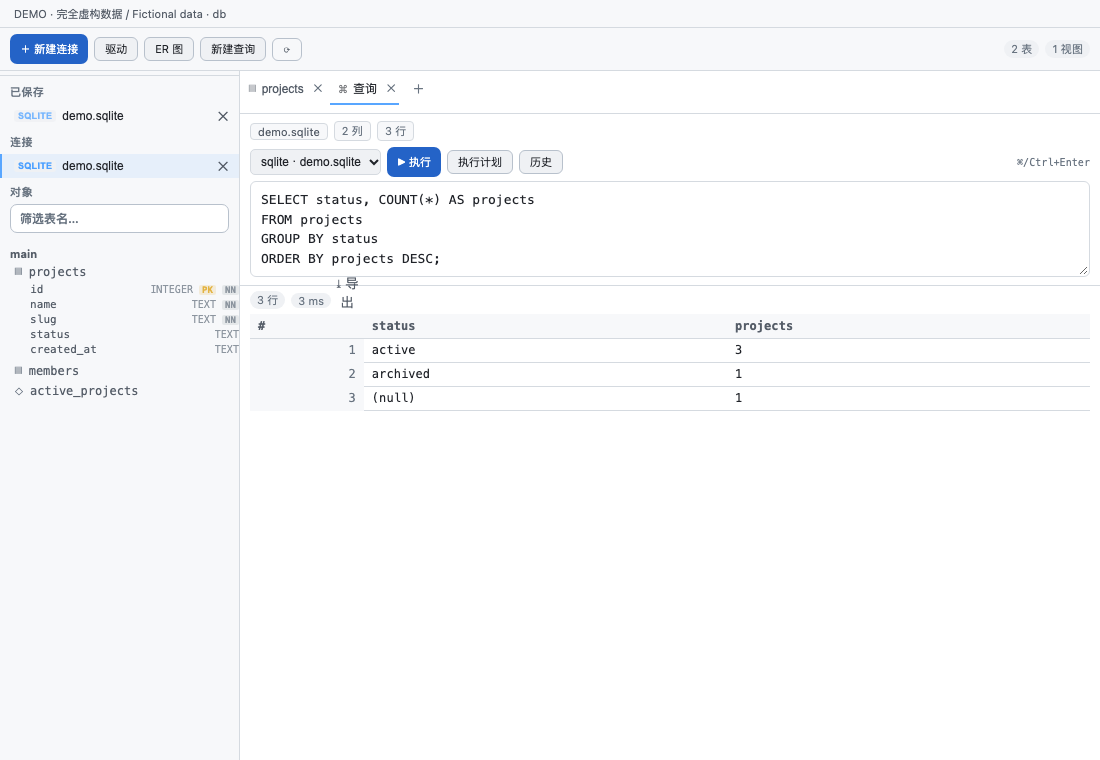 DEMO · 完全虚构数据 / Fictional data · db
+ 新建连接 驱动 ER 图 新建查询 ⟳ 2 表 1 视图
已保存
SQLITE demo.sqlite ×
连接
SQLITE demo.sqlite ×
对象
筛选表名...
main
projects
id INTEGER PK NN
name TEXT NN
slug TEXT NN
status TEXT
created_at TEXT
members
◇ active_projects
projects × ⌘ 查询 × +
demo.sqlite 2 列 3 行
sqlite · demo.sqlite ▶ 执行 执行计划 历史 ⌘/Ctrl+Enter
SELECT status, COUNT(*) AS projects
FROM projects
GROUP BY status
ORDER BY projects DESC;
3 行 3 ms ↓ 导
出
# status projects
1 active 3
2 archived 1
3 (null) 1